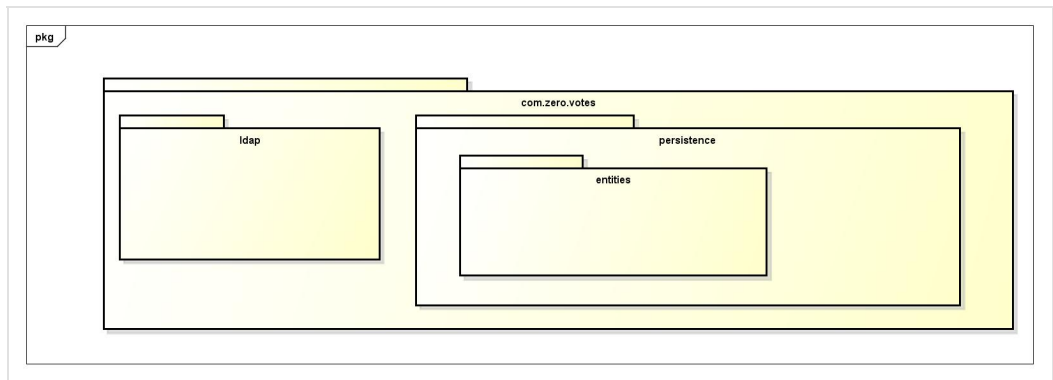 pkg
com.zero.votes
ldap
persistence
entities